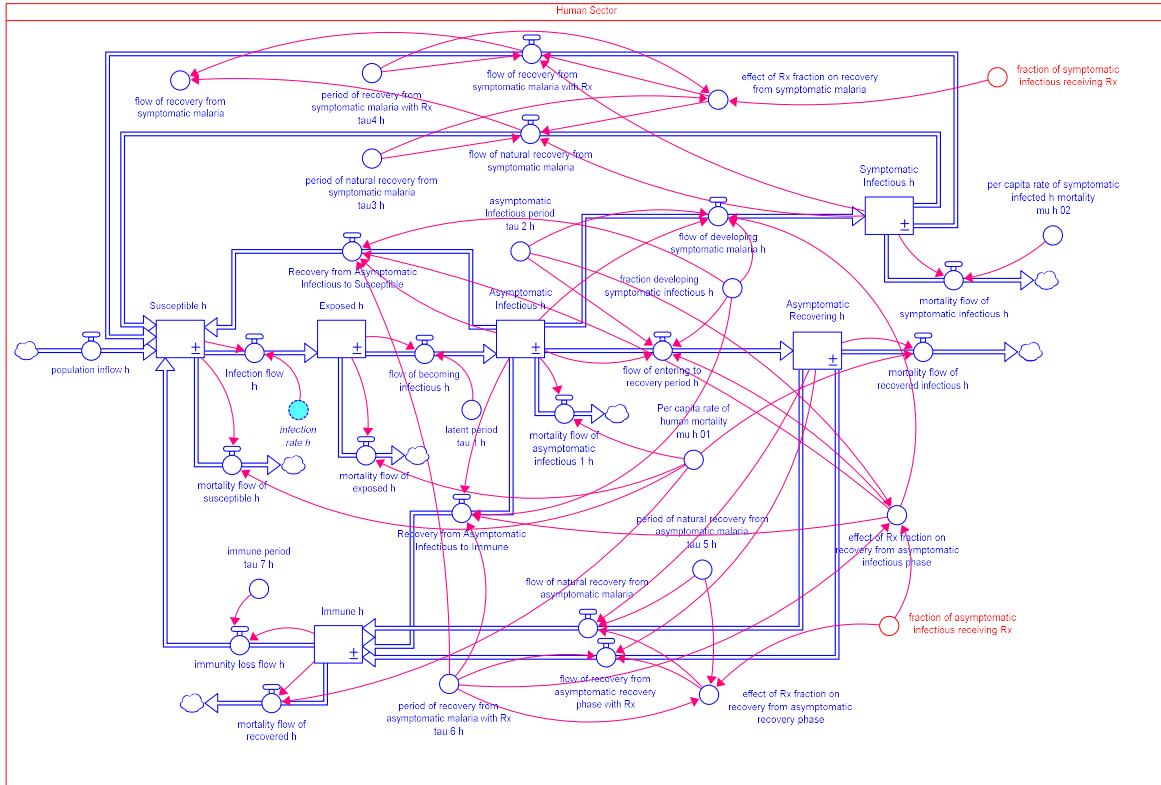 Human Sector
flow of recovery from
symptomatic malaria
period of recovery from
symptomatic malaria with Rx
tau4 h
flow of recovery from
symptomatic malaria with Rx
effect of Rx fraction on recovery
from symptomatic malaria
fraction of symptomatic
infectious receiving Rx
period of natural recovery from
symptomatic malaria
tau3 h
flow of natural recovery from
symptomatic malaria
Symptomatic
Infectious h
per capita rate of symptomatic
infected h mortality
mu h 02
asymptomatic
Infectious period
tau 2 h
flow of developing
symptomatic malaria h
mortality flow of
symptomatic infectious h
Recovery from Asymptomatic
Infectious to Susceptible
fraction developing
symptomatic infectious h
Susceptible h
Exposed h
Asymptomatic
Infectious h
Asymptomatic
Recovering h
population inflow h
Infection flow
h
flow of becoming
infectious h
flow of entering to
recovery period h
mortality flow of
recovered infectious h
infection
rate h
latent period
tau 1 h
mortality flow of
asymptomatic
infectious 1 h
Per capita rate of
human mortality
mu h 01
mortality flow of
susceptible h
mortality flow of
exposed h
Recovery from Asymptomatic
Infectious to Immune
period of natural recovery from
asymptomatic malaria
tau 5 h
effect of Rx fraction on
recovery from asymptomatic
infectious phase
immune period
tau 7 h
flow of natural recovery from
asymptomatic malaria
fraction of asymptomatic
infectious receiving Rx
Immune h
immunity loss flow h
flow of recovery from
asymptomatic recovery
phase with Rx
mortality flow of
recovered h
period of recovery from
asymptomatic malaria with Rx
tau 6 h
effect of Rx fraction on
recovery from asymptomatic
recovery phase